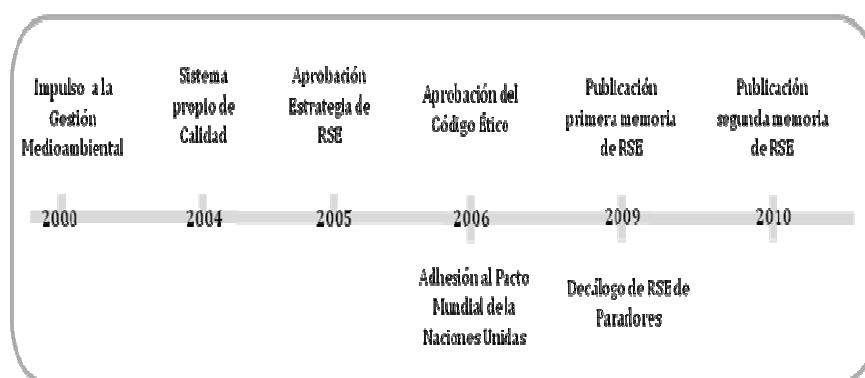 Impulso a la
Gestión
Medioambiental
Sistema
propio de
Calidad
Aprobación
Estrategia de
RSE
Aprobación del
Código Ético
Publicación
primera memoria
de RSE
Publicación
segunda memoria
de RSE
2000
2004
2005
2006
2009
2010
Adhesión al Pacto
Mundial de la
Naciones Unidas
Decálogo de RSE de
Paradores